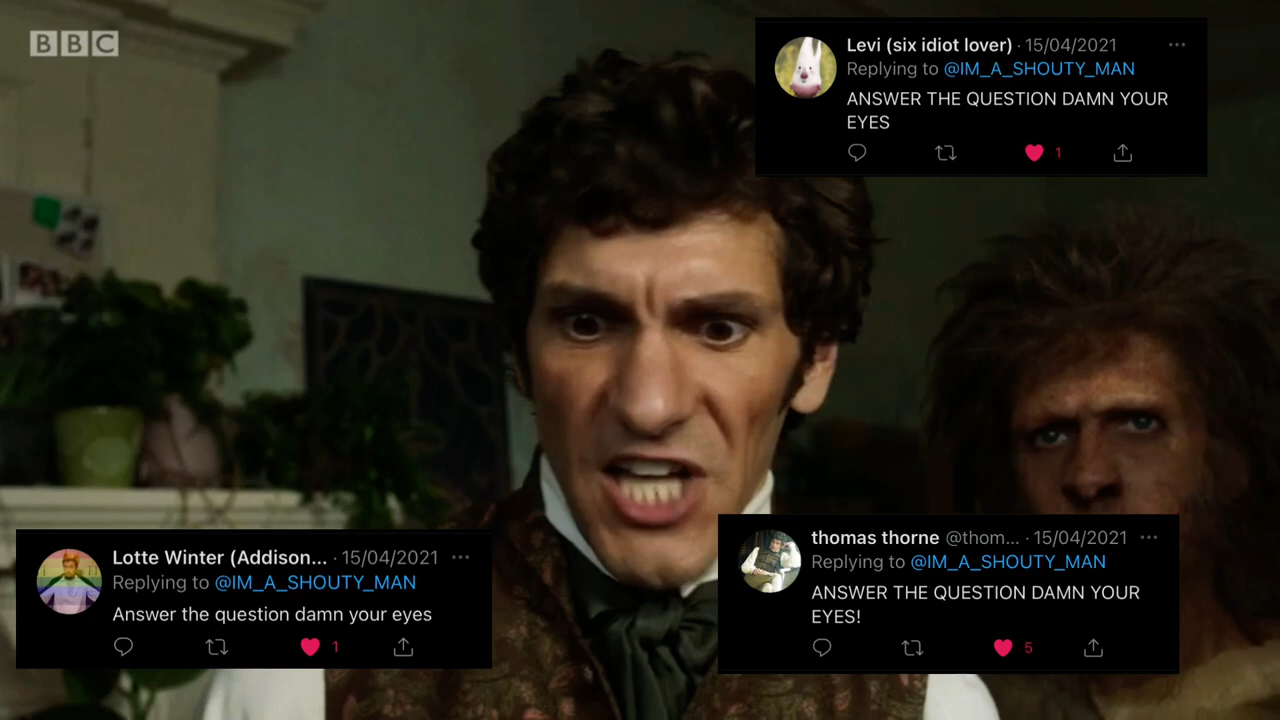 BBC
Levi (six idiot lover) · 15/04/2021 ···
Replying to @IM_A_SHOUTY_MAN
ANSWER THE QUESTION DAMN YOUR
EYES
1
Lotte Winter (Addison... · 15/04/2021 ···
Replying to @IM_A_SHOUTY_MAN
Answer the question damn your eyes
1
thomas thorne @thom... · 15/04/2021 ···
Replying to @IM_A_SHOUTY_MAN
ANSWER THE QUESTION DAMN YOUR
EYES!
5